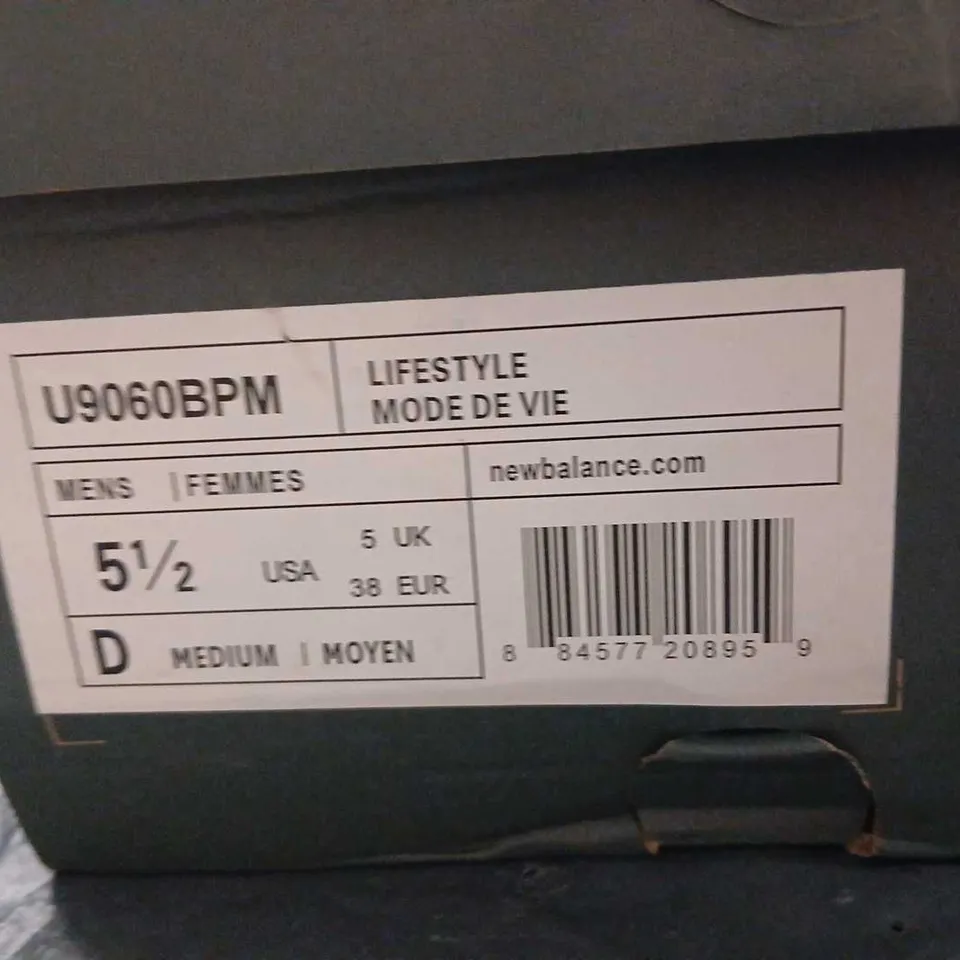 U9060BPM
LIFESTYLE
MODE DE VIE
MENS | FEMMES
newbalance.com
5½ USA
5 UK
38 EUR
D MEDIUM | MOYEN
8 84577 20895 9